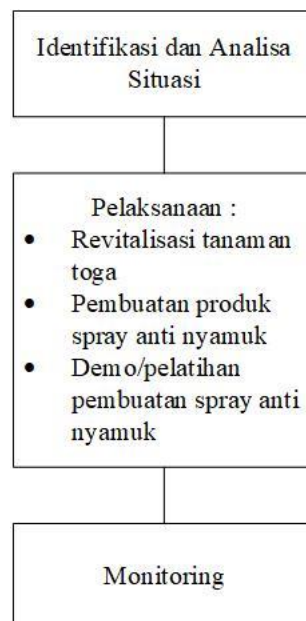 Identifikasi dan Analisa
Situasi
Pelaksanaan :
• Revitalisasi tanaman
toga
• Pembuatan produk
spray anti nyamuk
• Demo/pelatihan
pembuatan spray anti
nyamuk
Monitoring